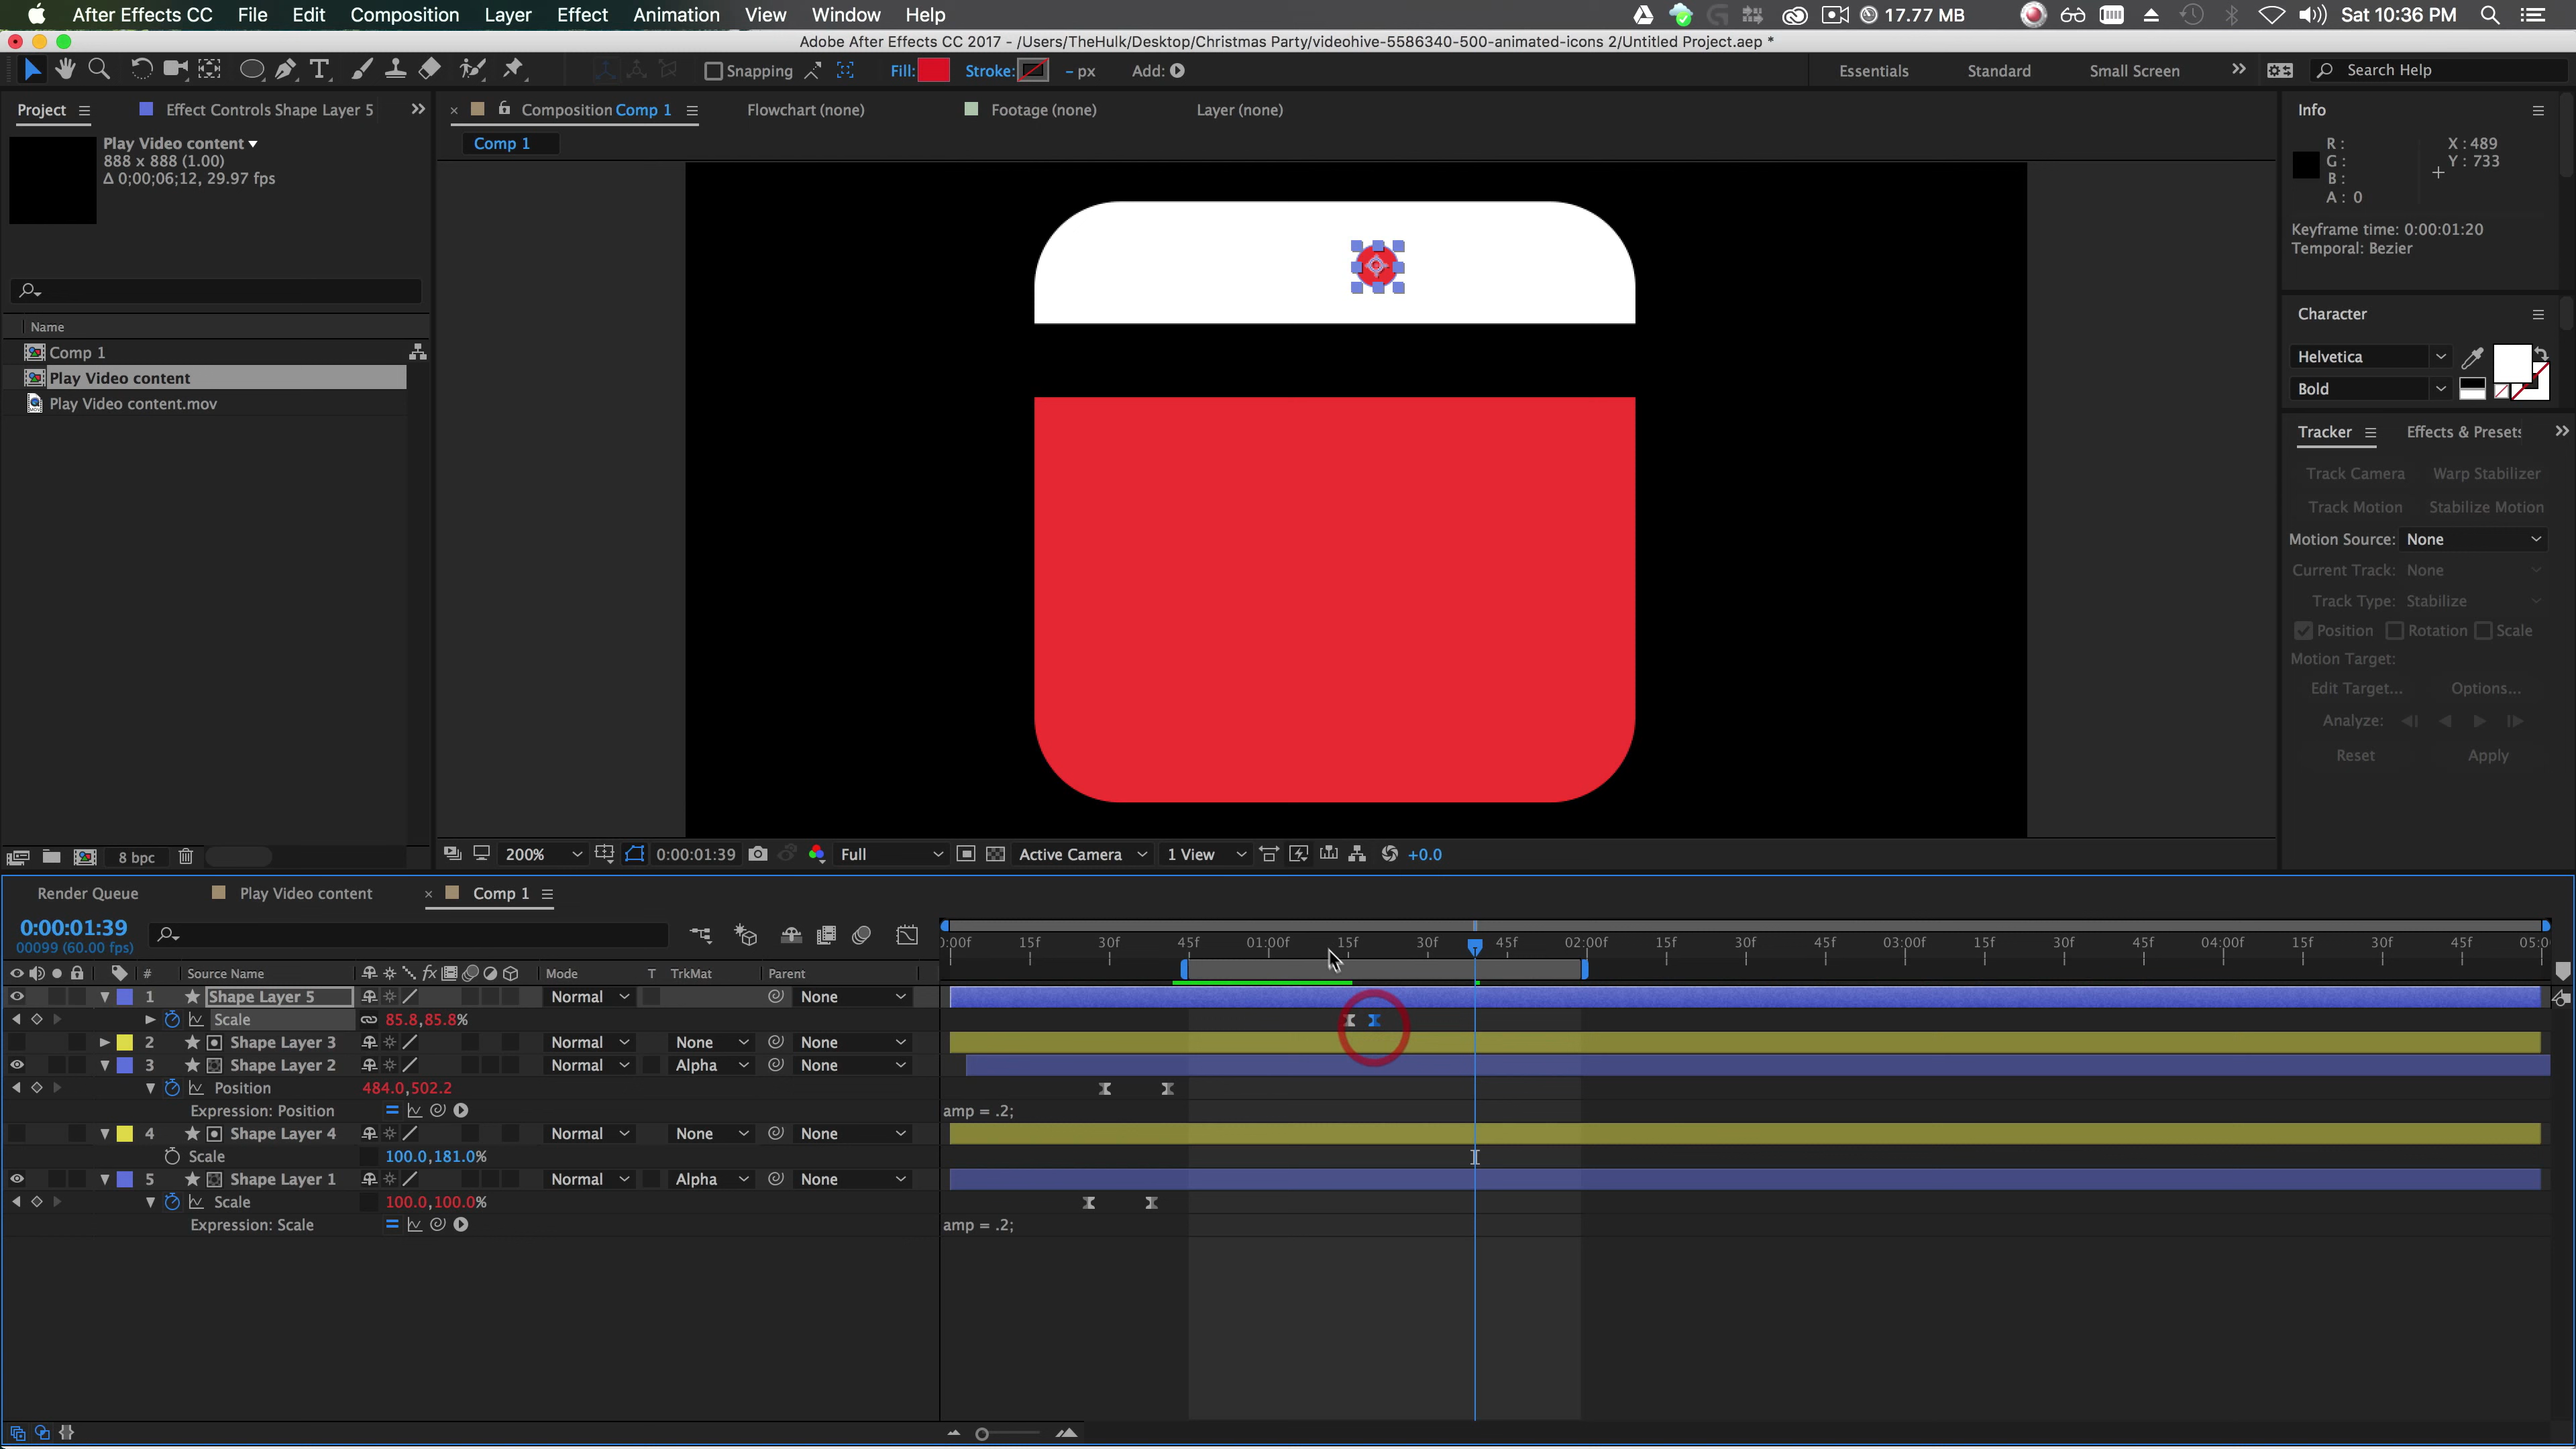 After Effects CC File Edit Composition Layer Effect Animation View Window Help 17.77 MB Sat 10:36 PM
Adobe After Effects CC 2017 - /Users/TheHulk/Desktop/Christmas Party/videohive-5586340-500-animated-icons 2/Untitled Project.aep *
Snapping Fill: Stroke: - px Add: Essentials Standard Small Screen Search Help
Project Effect Controls Shape Layer 5 Composition Comp 1 Flowchart (none) Footage (none) Layer (none) Info
Play Video content
888 x 888 (1.00)
Δ 0;00;06;12, 29.97 fps
Comp 1
R :
G :
B :
A : 0
X : 489
Y : 733
Keyframe time: 0:00:01:20
Temporal: Bezier
Character
Helvetica
Bold
Name
Comp 1
Play Video content
Play Video content.mov
Tracker Effects & Presets
Track Camera Warp Stabilizer
Track Motion Stabilize Motion
Motion Source: None
Current Track: None
Track Type: Stabilize
Position Rotation Scale
Motion Target:
Edit Target... Options...
Analyze:
Reset Apply
8 bpc 200% 0:00:01:39 Full Active Camera 1 View +0.0
Render Queue Play Video content Comp 1
0:00:01:39
00099 (60.00 fps)
0:00f 15f 30f 45f 01:00f 15f 30f 45f 02:00f 15f 30f 45f 03:00f 15f 30f 45f 04:00f 15f 30f 45f 05:0
# Source Name fx Mode T TrkMat Parent
1 Shape Layer 5 Normal None
Scale 85.8,85.8%
2 Shape Layer 3 Normal None None
3 Shape Layer 2 Normal Alpha None
Position 484.0,502.2
Expression: Position amp = .2;
4 Shape Layer 4 Normal None None
Scale 100.0,181.0%
5 Shape Layer 1 Normal Alpha None
Scale 100.0,100.0%
Expression: Scale amp = .2;